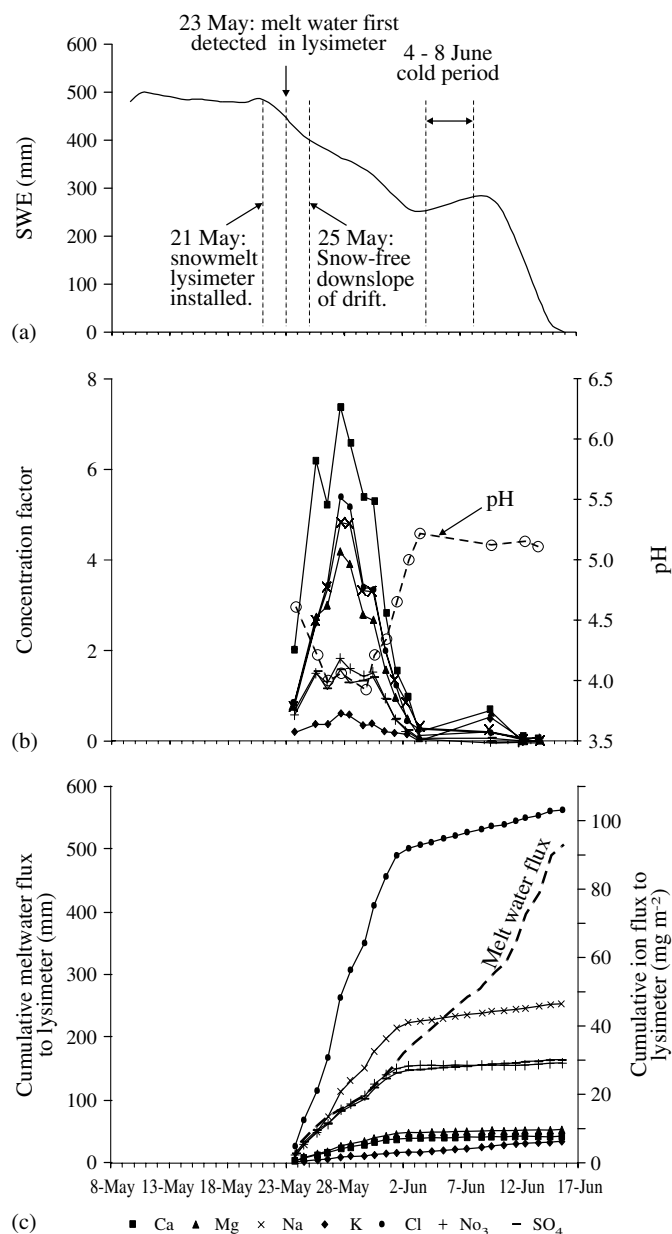 23 May: melt water first
detected in lysimeter
4 - 8 June
cold period
600
500
400
300
200
100
0
SWE (mm)
21 May:
snowmelt
lysimeter
installed.
25 May:
Snow-free
downslope
of drift.
(a)
8
6
4
2
0
Concentration factor
6.5
6.0
5.5
5.0
4.5
4.0
3.5
pH
pH
(b)
600
500
400
300
200
100
0
Cumulative meltwater flux
to lysimeter (mm)
100
80
60
40
20
0
Cumulative ion flux to
lysimeter (mg m-2)
Melt water flux
8-May 13-May 18-May 23-May 28-May 2-Jun 7-Jun 12-Jun 17-Jun
(c) Ca Mg Na K Cl No3 SO4